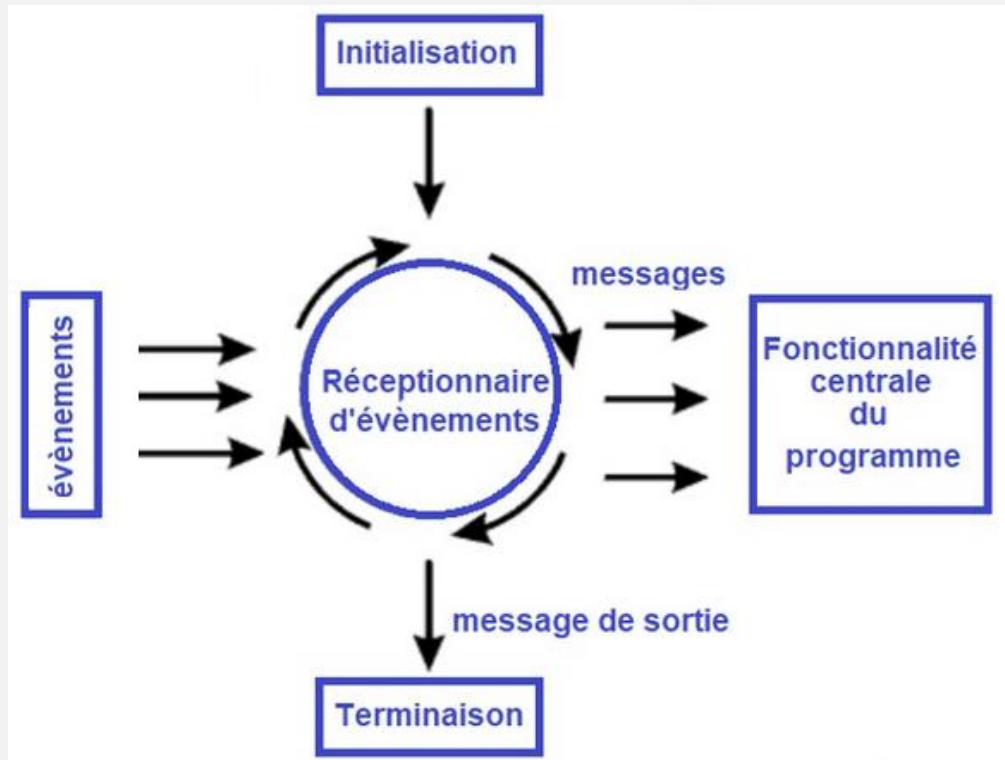 Initialisation
messages
évènements
Réceptionnaire
d'évènements
Fonctionnalité
centrale
du
programme
message de sortie
Terminaison